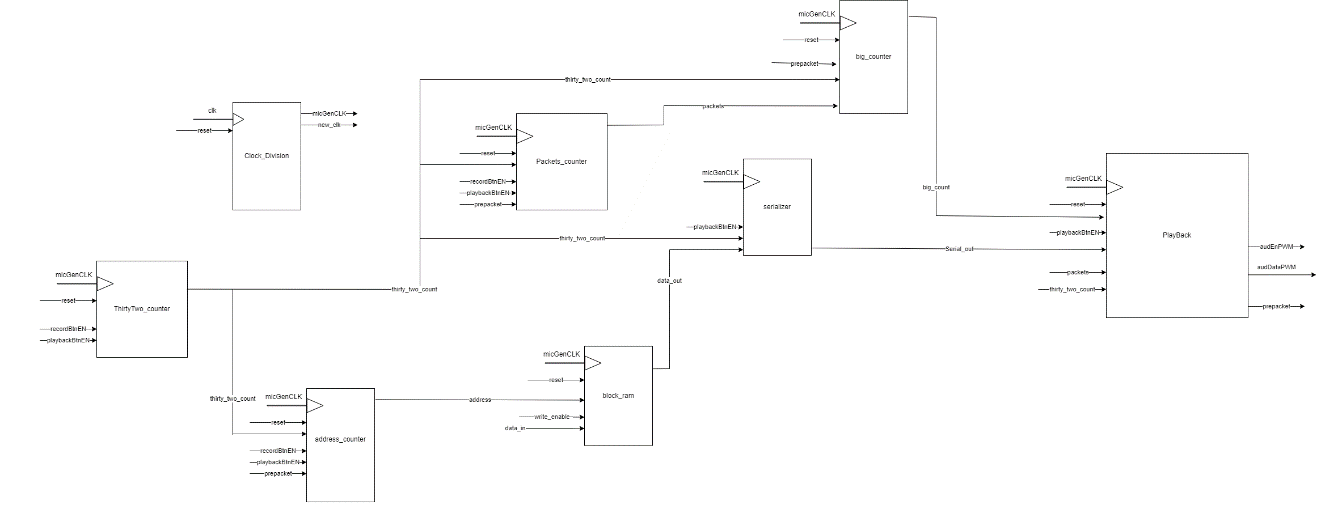 micGenCLK
reset
big_counter
prepacket
thirty_two_count
packets
clk
micGenCLK
new_clk
reset
Clock_Division
micGenCLK
reset
Packets_counter
recordBtnEN
playbackBtnEN
prepacket
micGenCLK
serializer
playbackBtnEN
thirty_two_count
big_count
micGenCLK
reset
playbackBtnEN
PlayBack
Serial_out
packets
thirty_two_count
audEnPWM
audDataPWM
prepacket
micGenCLK
reset
ThirtyTwo_counter
recordBtnEN
playbackBtnEN
thirty_two_count
data_out
micGenCLK
reset
block_ram
address
write_enable
data_in
thirty_two_count
micGenCLK
reset
address_counter
recordBtnEN
playbackBtnEN
prepacket